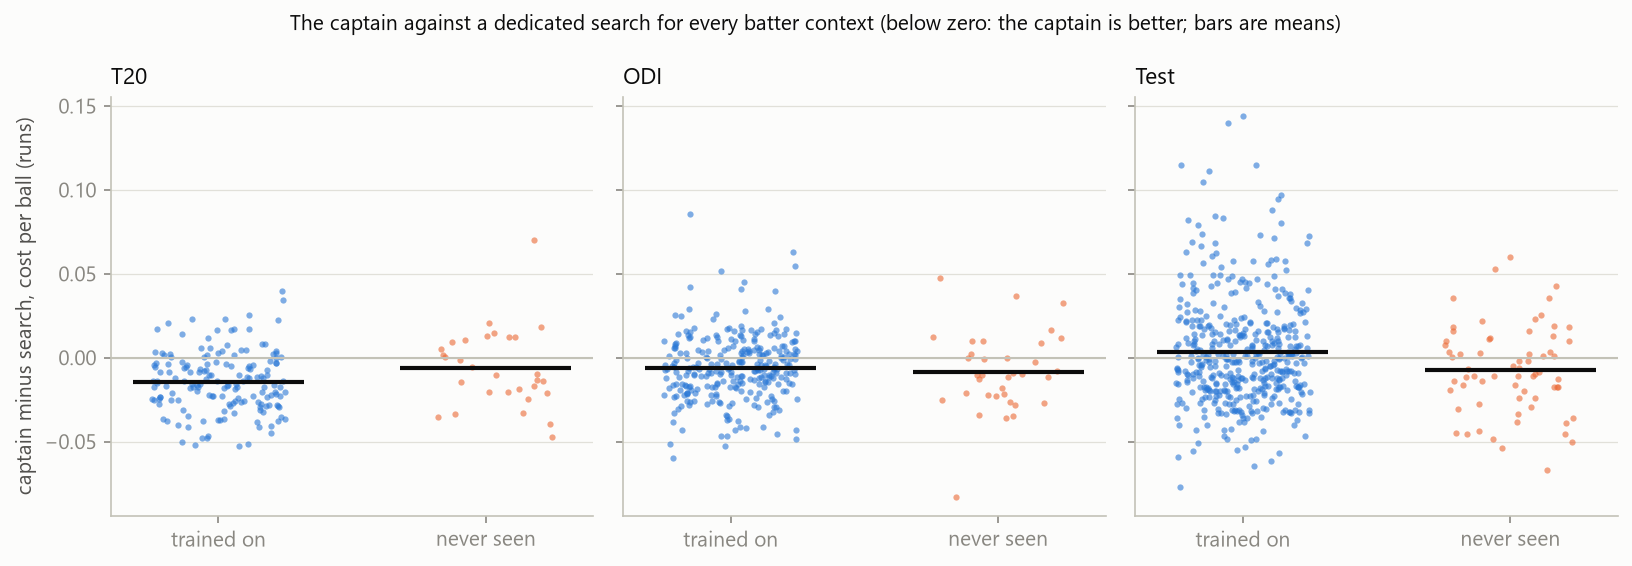 The captain against a dedicated search for every batter context (below zero: the captain is better; bars are means)
T20
ODI
Test
captain minus search, cost per ball (runs)
0.15
0.10
0.05
0.00
−0.05
trained on
never seen
trained on
never seen
trained on
never seen